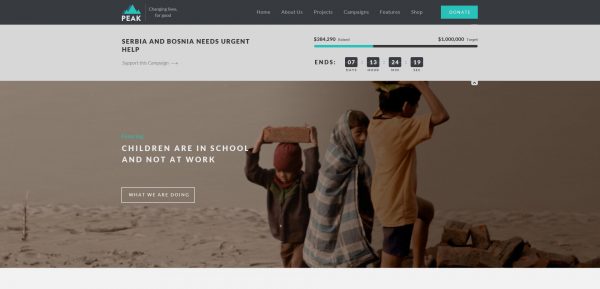 PEAK
Changing lives,
for good
Home About Us Projects Campaigns Features Shop DONATE
SERBIA AND BOSNIA NEEDS URGENT
HELP
Support this Campaign
$384,290 Raised
$1,000,000 Target
ENDS: 07 : 13 : 24 : 19
DAYS HOUR MIN SEC
CHILDREN ARE IN SCHOOL
AND NOT AT WORK
WHAT WE ARE DOING